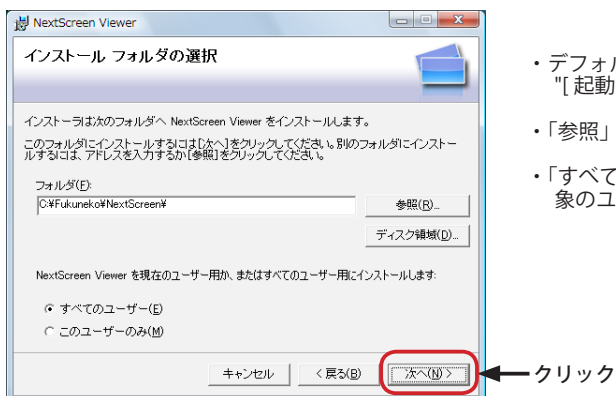 NextScreen Viewer
インストール フォルダの選択
インストーラは次のフォルダへ NextScreen Viewer をインストールします。
このフォルダにインストールするには[次へ]をクリックしてください。別のフォルダにインストー
ルするには、アドレスを入力するか[参照]をクリックしてください。
フォルダ(F):
C:¥Fukuneko¥NextScreen¥
参照(R)...
ディスク領域(D)...
NextScreen Viewer を現在のユーザー用か、またはすべてのユーザー用にインストールします:
すべてのユーザー(E)
このユーザーのみ(M)
キャンセル
< 戻る(B)
次へ(N) >
クリック
・デフォル
"[ 起動
・「参照」
・「すべて
象のユ